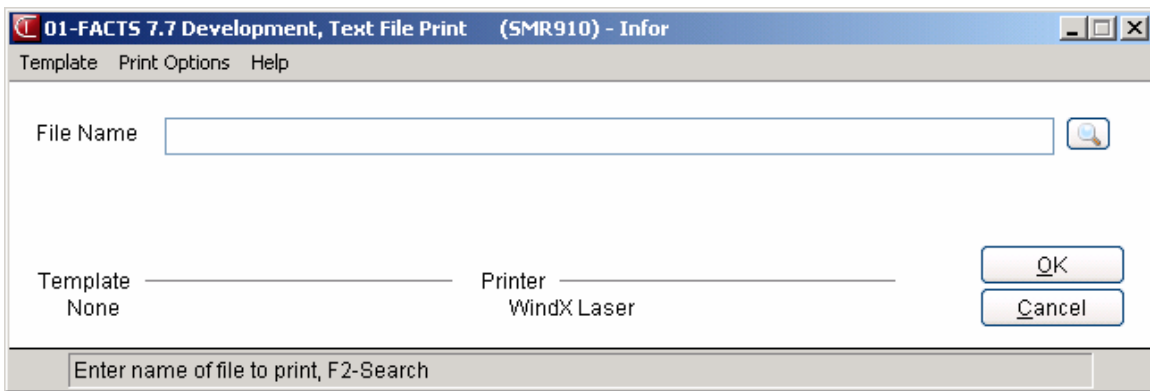 01-FACTS 7.7 Development, Text File Print (SMR910) - Infor
Template Print Options Help
File Name
Template
None
Printer
WindX Laser
OK
Cancel
Enter name of file to print, F2-Search